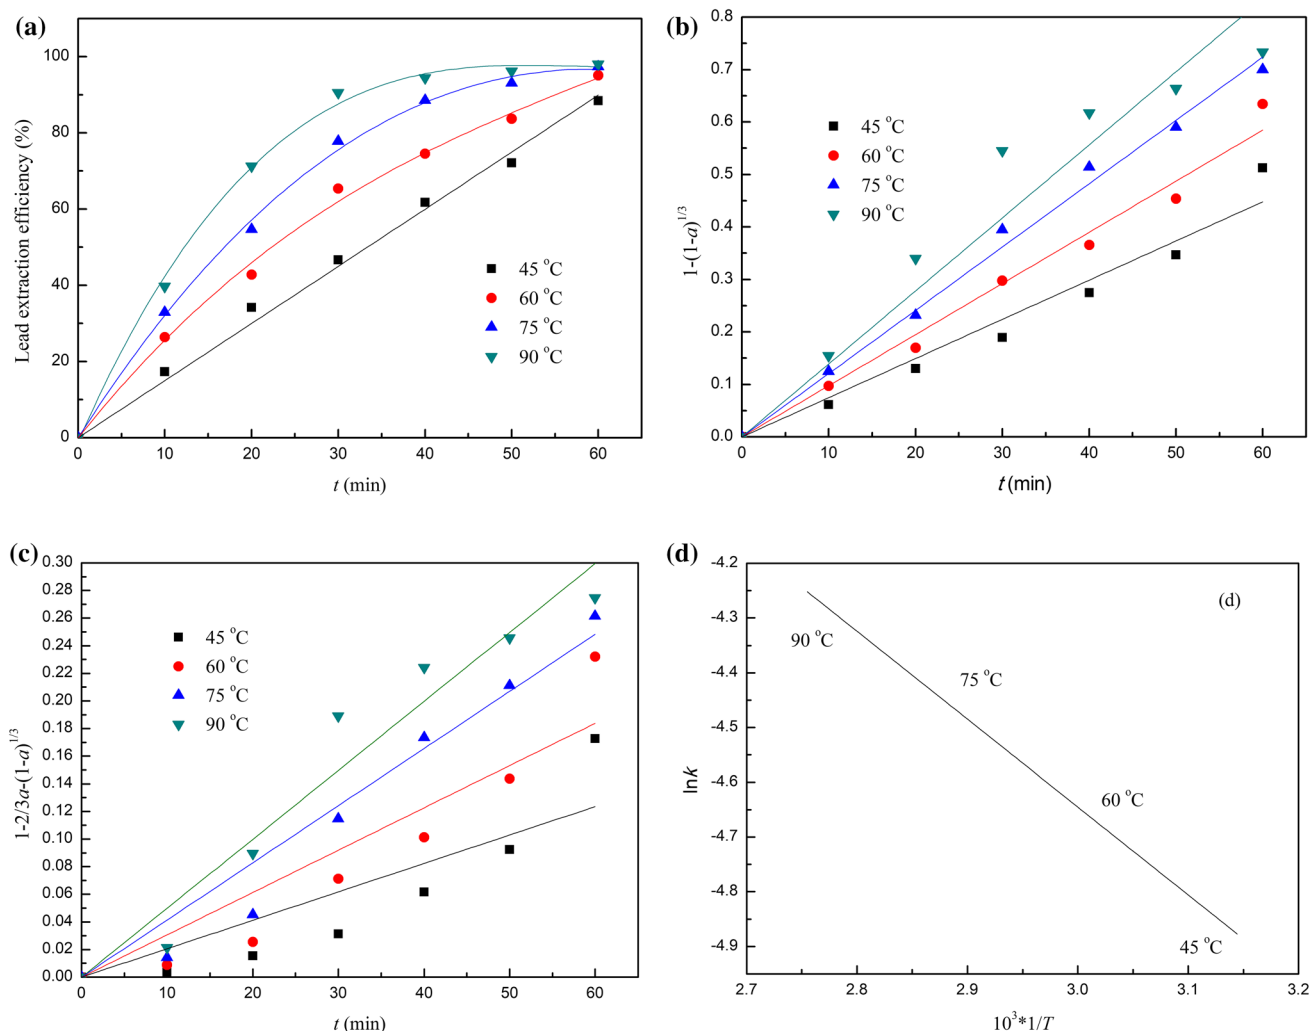 (a)
100
80
60
40
20
0
Lead extraction efficiency (%)
45 °C
60 °C
75 °C
90 °C
0 10 20 30 40 50 60
t (min)
(b)
0.8
0.7
0.6
0.5
0.4
0.3
0.2
0.1
0.0
1-(1-a)^1/3
45 °C
60 °C
75 °C
90 °C
0 10 20 30 40 50 60
t (min)
(c)
0.30
0.28
0.26
0.24
0.22
0.20
0.18
0.16
0.14
0.12
0.10
0.08
0.06
0.04
0.02
0.00
1-2/3a-(1-a)^1/3
45 °C
60 °C
75 °C
90 °C
0 10 20 30 40 50 60
t (min)
(d)
-4.2
-4.3
-4.4
-4.5
-4.6
-4.7
-4.8
-4.9
lnk
(d)
90 °C
75 °C
60 °C
45 °C
2.7 2.8 2.9 3.0 3.1 3.2
10^3*1/T